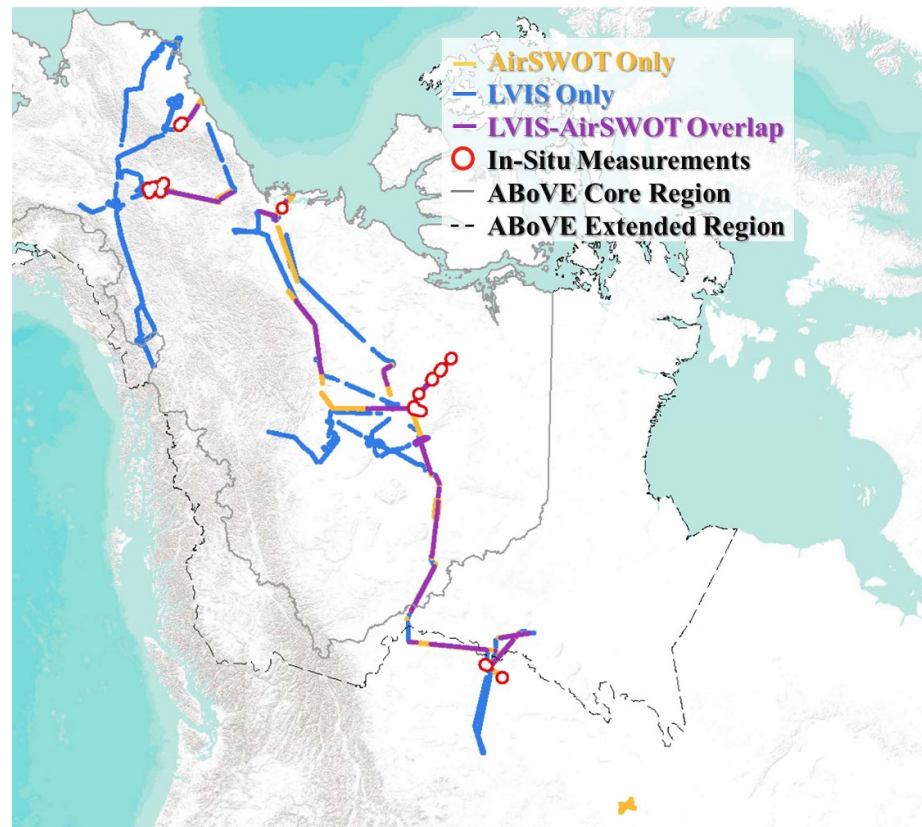 AirSWOT Only
LVIS Only
LVIS-AirSWOT Overlap
In-Situ Measurements
ABoVE Core Region
ABoVE Extended Region